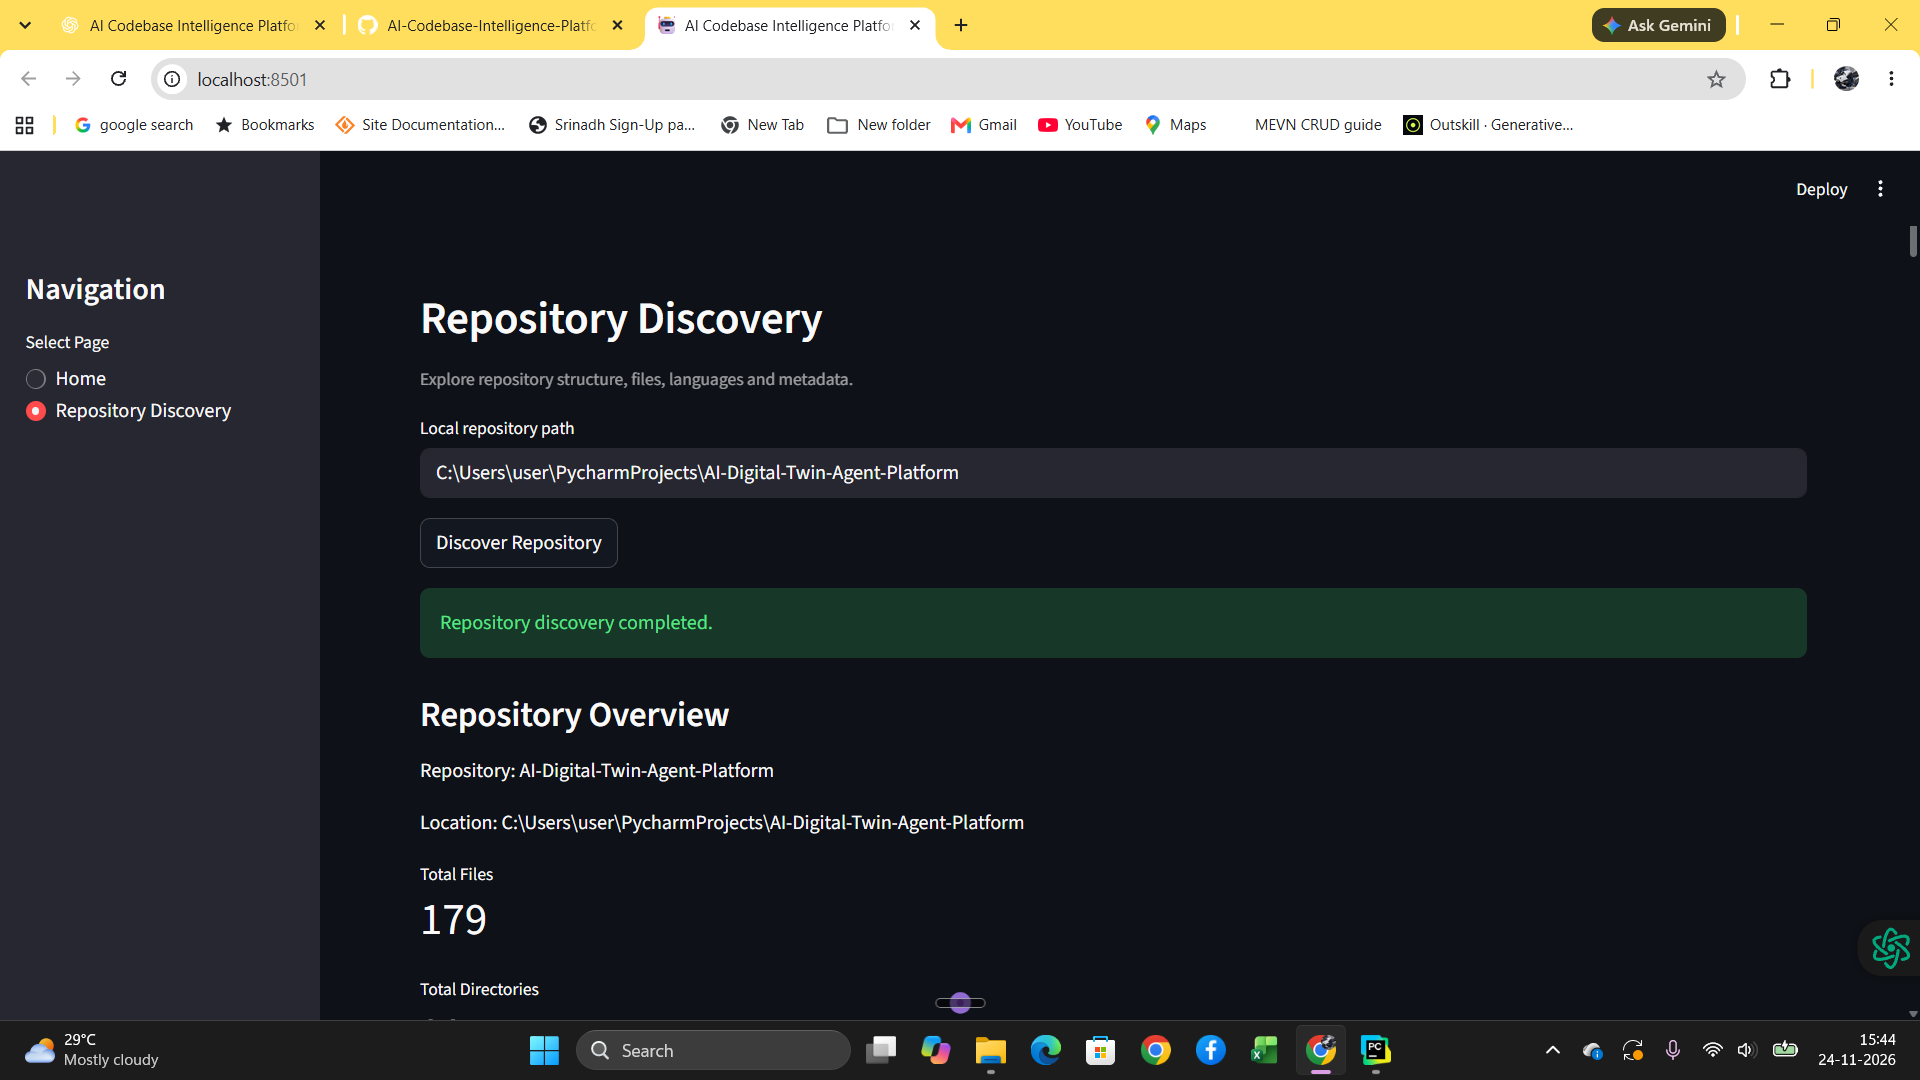 AI Codebase Intelligence Platfo
AI-Codebase-Intelligence-Platfo
AI Codebase Intelligence Platfo
Ask Gemini
localhost:8501
google search
Bookmarks
Site Documentation...
Srinadh Sign-Up pa...
New Tab
New folder
Gmail
YouTube
Maps
MEVN CRUD guide
Outskill · Generative...
Deploy
Navigation
Select Page
Home
Repository Discovery
Repository Discovery
Explore repository structure, files, languages and metadata.
Local repository path
C:\Users\user\PycharmProjects\AI-Digital-Twin-Agent-Platform
Discover Repository
Repository discovery completed.
Repository Overview
Repository: AI-Digital-Twin-Agent-Platform
Location: C:\Users\user\PycharmProjects\AI-Digital-Twin-Agent-Platform
Total Files
179
Total Directories
29°C
Mostly cloudy
Search
PC
15:44
24-11-2026